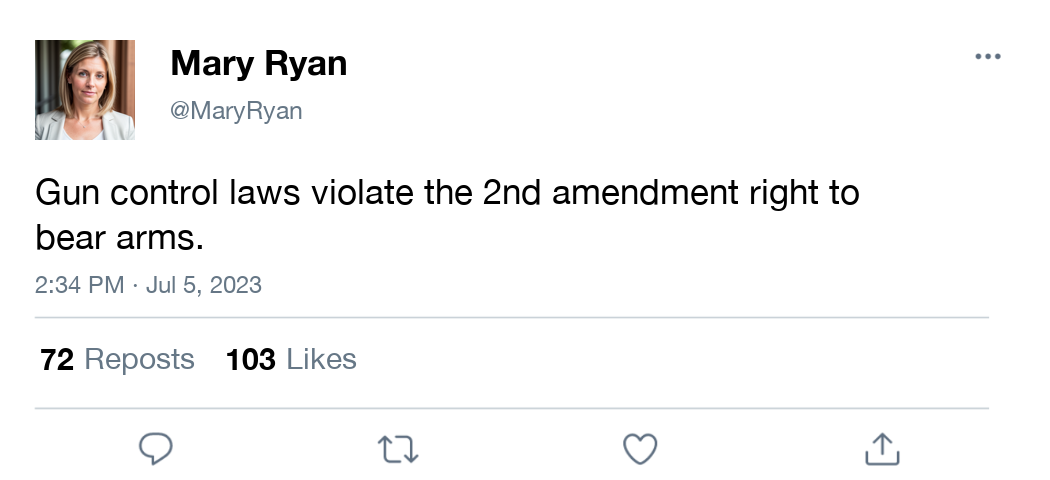 Mary Ryan
@MaryRyan
Gun control laws violate the 2nd amendment right to
bear arms.
2:34 PM · Jul 5, 2023
72 Reposts 103 Likes